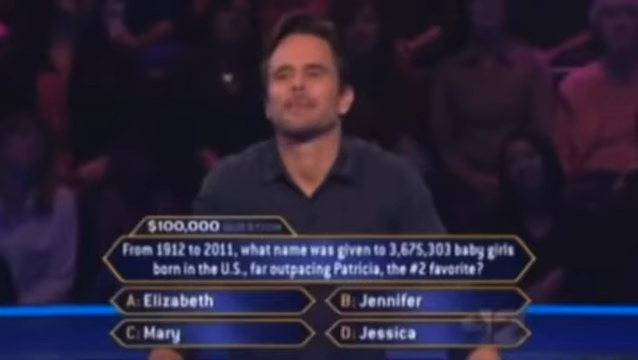 $100,000 QUESTION
From 1912 to 2011, what name was given to 3,675,303 baby girls
born in the U.S., far outpacing Patricia, the #2 favorite?
A: Elizabeth
B: Jennifer
C: Mary
D: Jessica